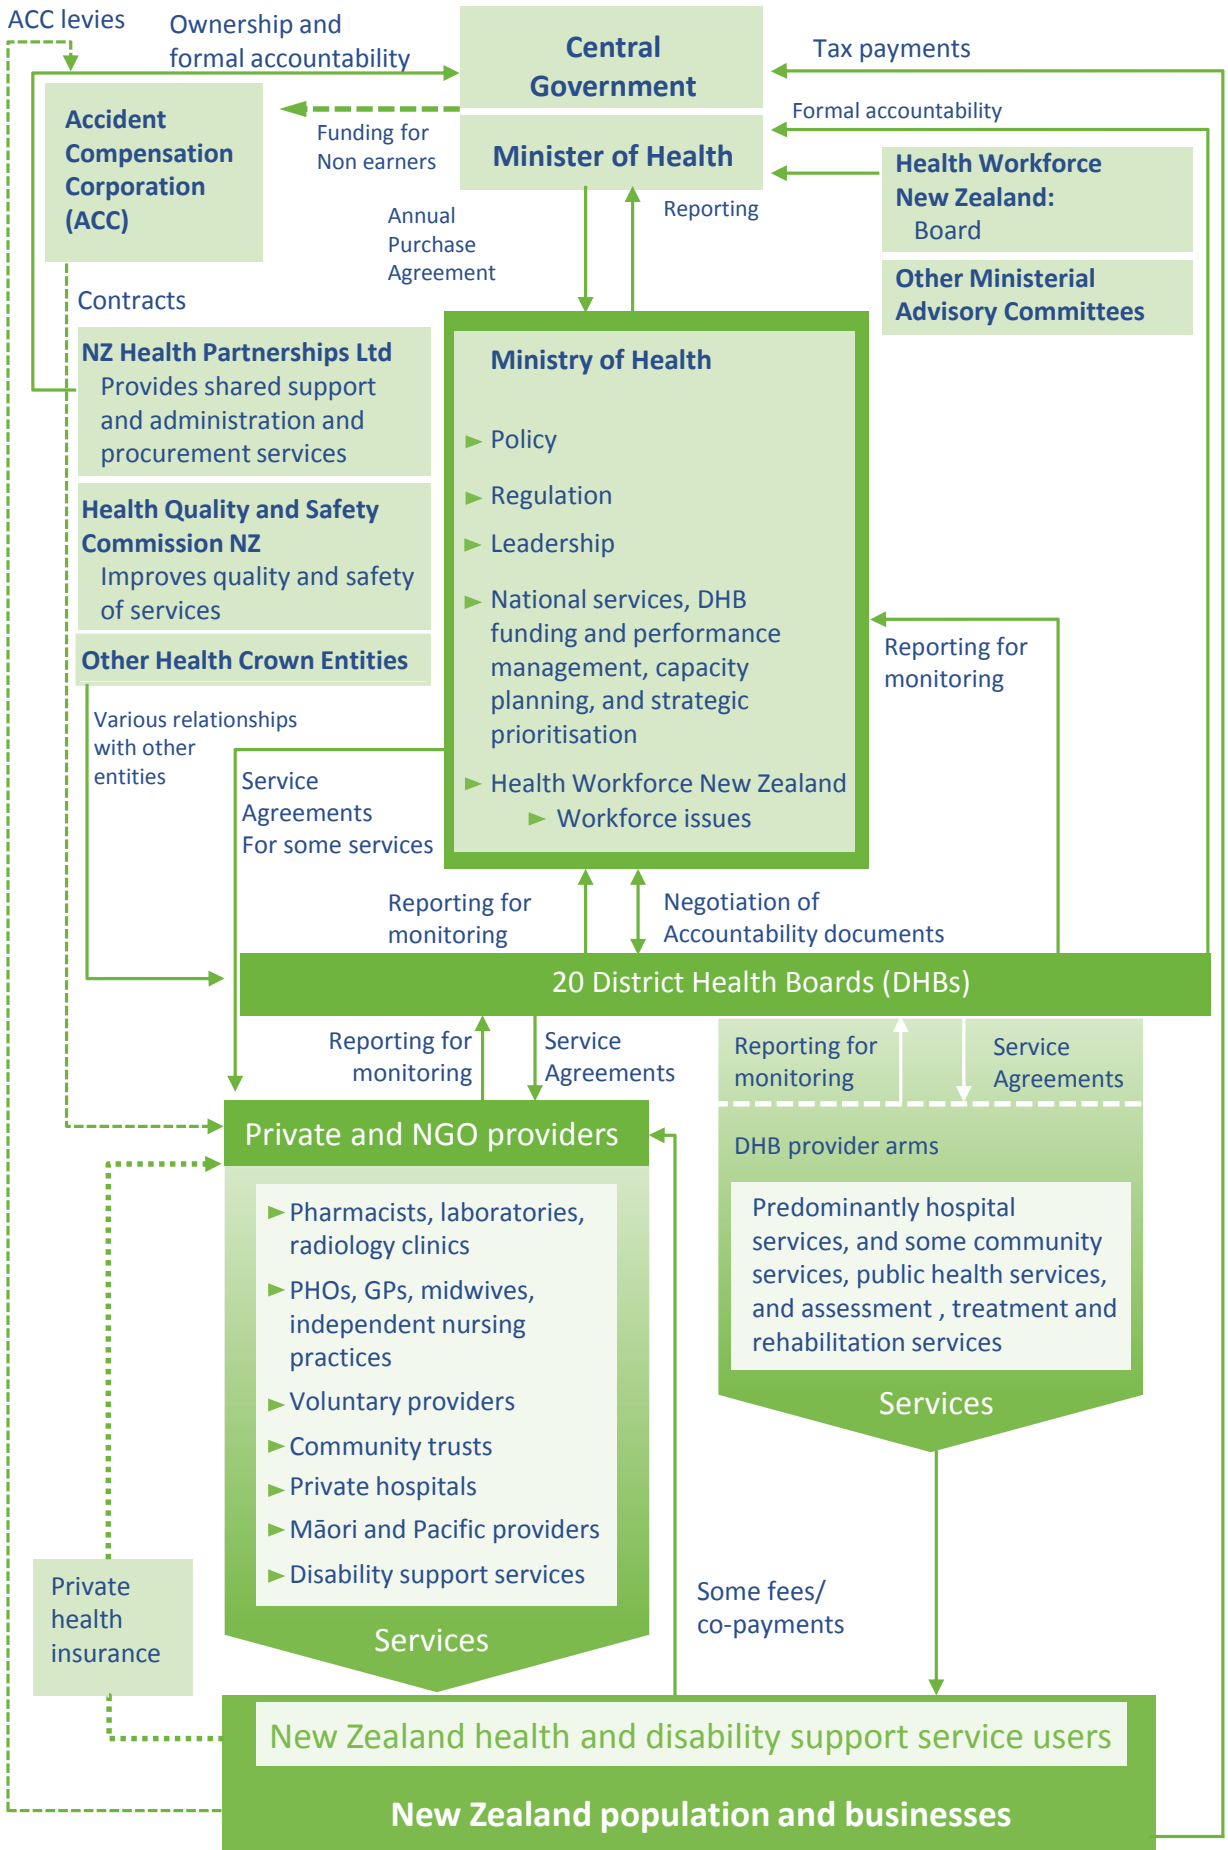 ACC levies
Ownership and
formal accountability
Central
Government
Tax payments
Accident
Compensation
Corporation
(ACC)
Funding for
Non earners
Minister of Health
Formal accountability
Health Workforce
New Zealand:
Board
Other Ministerial
Advisory Committees
Annual
Purchase
Agreement
Reporting
Contracts
NZ Health Partnerships Ltd
Provides shared support
and administration and
procurement services
Health Quality and Safety
Commission NZ
Improves quality and safety
of services
Other Health Crown Entities
Various relationships
with other
entities
Service
Agreements
For some services
Ministry of Health
Policy
Regulation
Leadership
National services, DHB
funding and performance
management, capacity
planning, and strategic
prioritisation
Health Workforce New Zealand
Workforce issues
Reporting for
monitoring
Reporting for
monitoring
Negotiation of
Accountability documents
20 District Health Boards (DHBs)
Reporting for
monitoring
Service
Agreements
Reporting for
monitoring
Service
Agreements
Private and NGO providers
Pharmacists, laboratories,
radiology clinics
PHOs, GPs, midwives,
independent nursing
practices
Voluntary providers
Community trusts
Private hospitals
Māori and Pacific providers
Disability support services
Services
DHB provider arms
Predominantly hospital
services, and some community
services, public health services,
and assessment , treatment and
rehabilitation services
Services
Private
health
insurance
Some fees/
co-payments
New Zealand health and disability support service users
New Zealand population and businesses